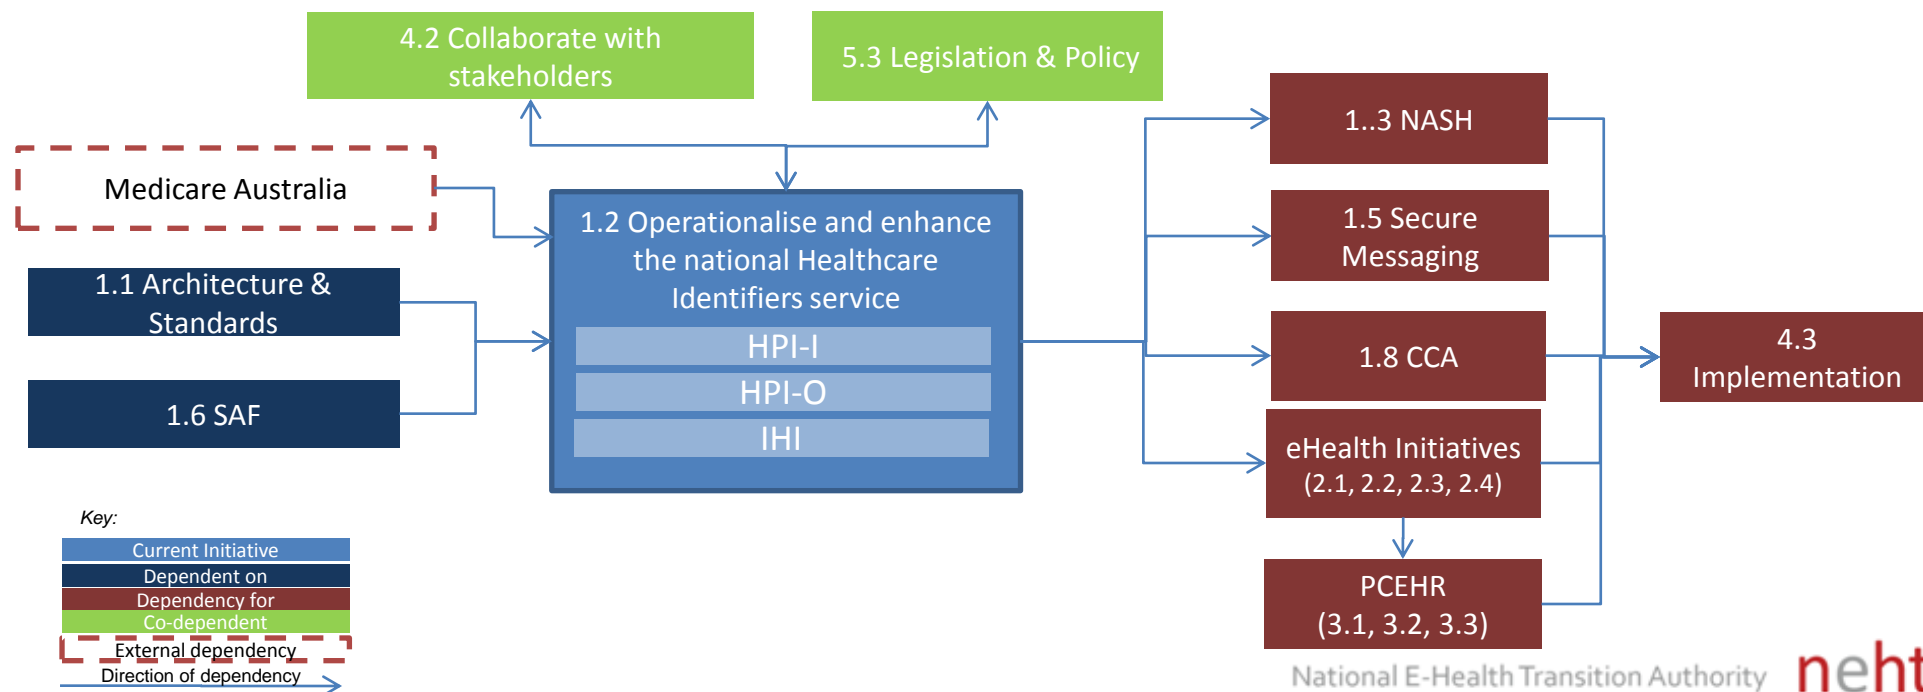 4.2 Collaborate with
stakeholders
5.3 Legislation & Policy
Medicare Australia
1.1 Architecture &
Standards
1.6 SAF
1.2 Operationalise and enhance
the national Healthcare
Identifiers service
HPI-I
HPI-O
IHI
1..3 NASH
1.5 Secure
Messaging
1.8 CCA
eHealth Initiatives
(2.1, 2.2, 2.3, 2.4)
PCEHR
(3.1, 3.2, 3.3)
4.3
Implementation
Key:
Current Initiative
Dependent on
Dependency for
Co-dependent
External dependency
Direction of dependency
National E-Health Transition Authority
neht